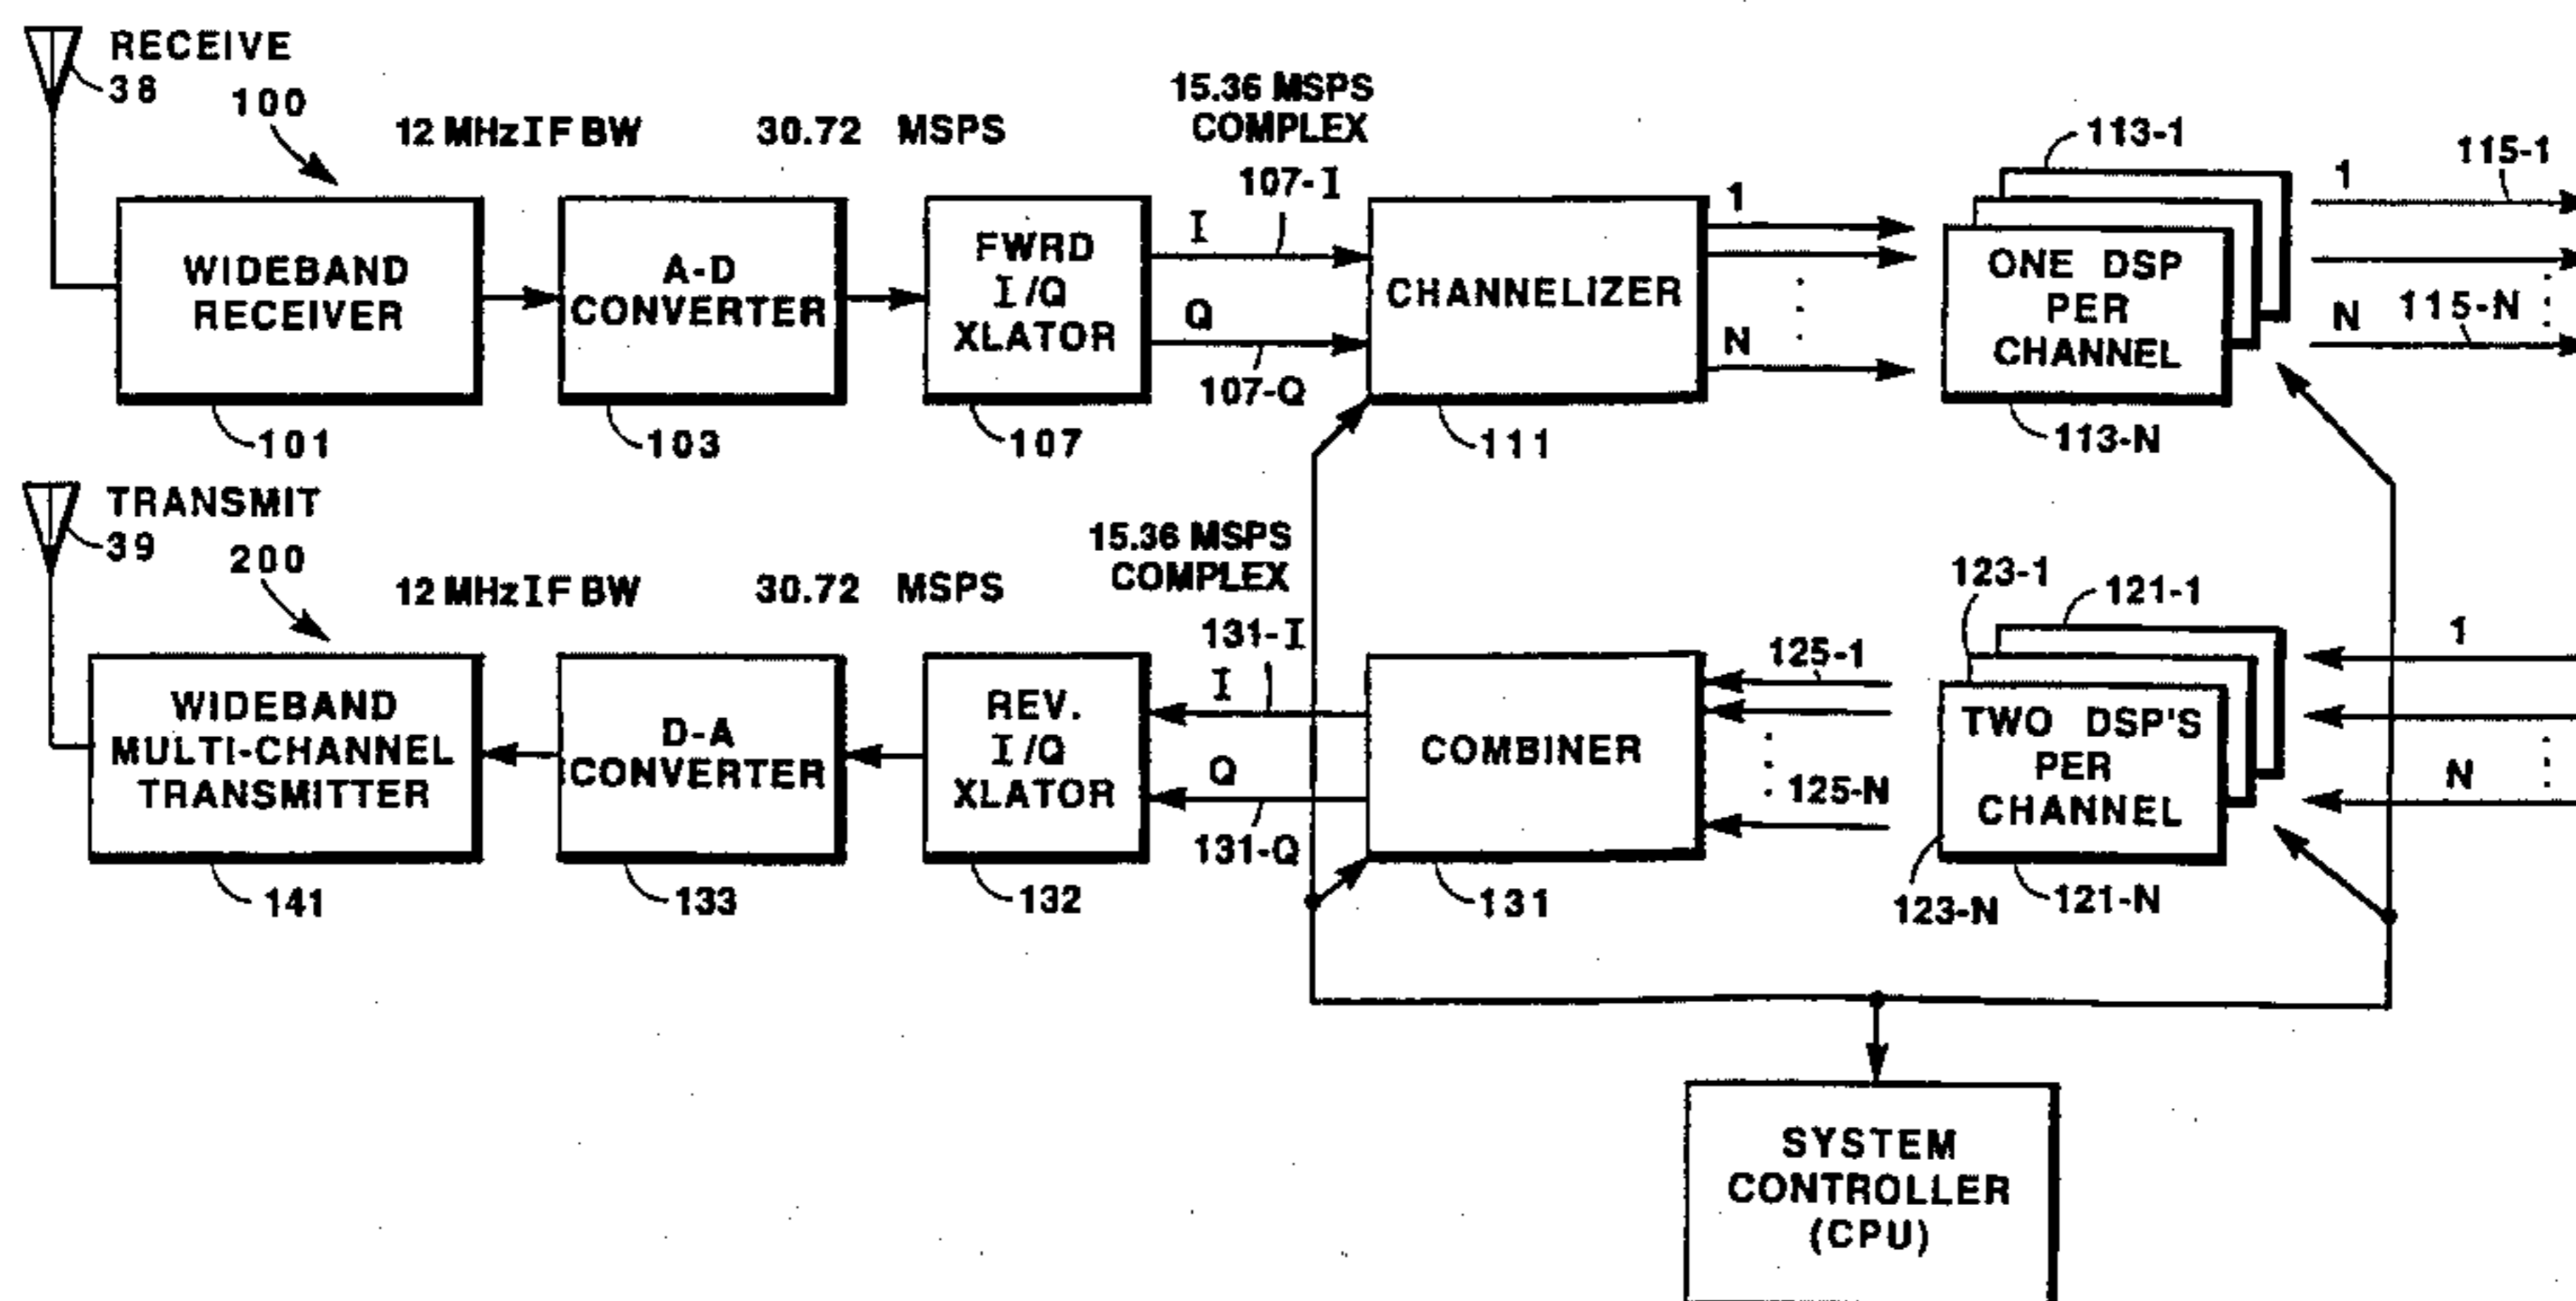 RECEIVE
38
100
12 MHz IF BW
30.72 MSPS
15.36 MSPS
COMPLEX
107-I
I
Q
107-Q
WIDEBAND
RECEIVER
101
A-D
CONVERTER
103
FWRD
I/Q
XLATOR
107
CHANNELIZER
111
1
N
113-1
ONE DSP
PER
CHANNEL
113-N
1
115-1
N
115-N
TRANSMIT
39
200
12 MHz IF BW
30.72 MSPS
15.36 MSPS
COMPLEX
131-I
I
Q
131-Q
WIDEBAND
MULTI-CHANNEL
TRANSMITTER
141
D-A
CONVERTER
133
REV.
I/Q
XLATOR
132
COMBINER
131
125-1
125-N
123-1
121-1
TWO DSP'S
PER
CHANNEL
123-N
121-N
1
N
SYSTEM
CONTROLLER
(CPU)